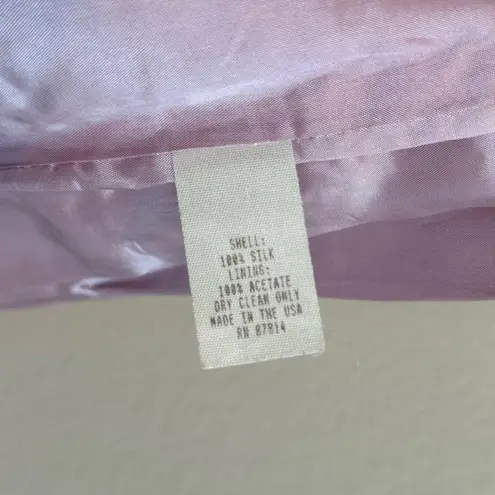 SHELL:
100% SILK
LINING:
100% ACETATE
DRY CLEAN ONLY
MADE IN THE USA
RN 87814